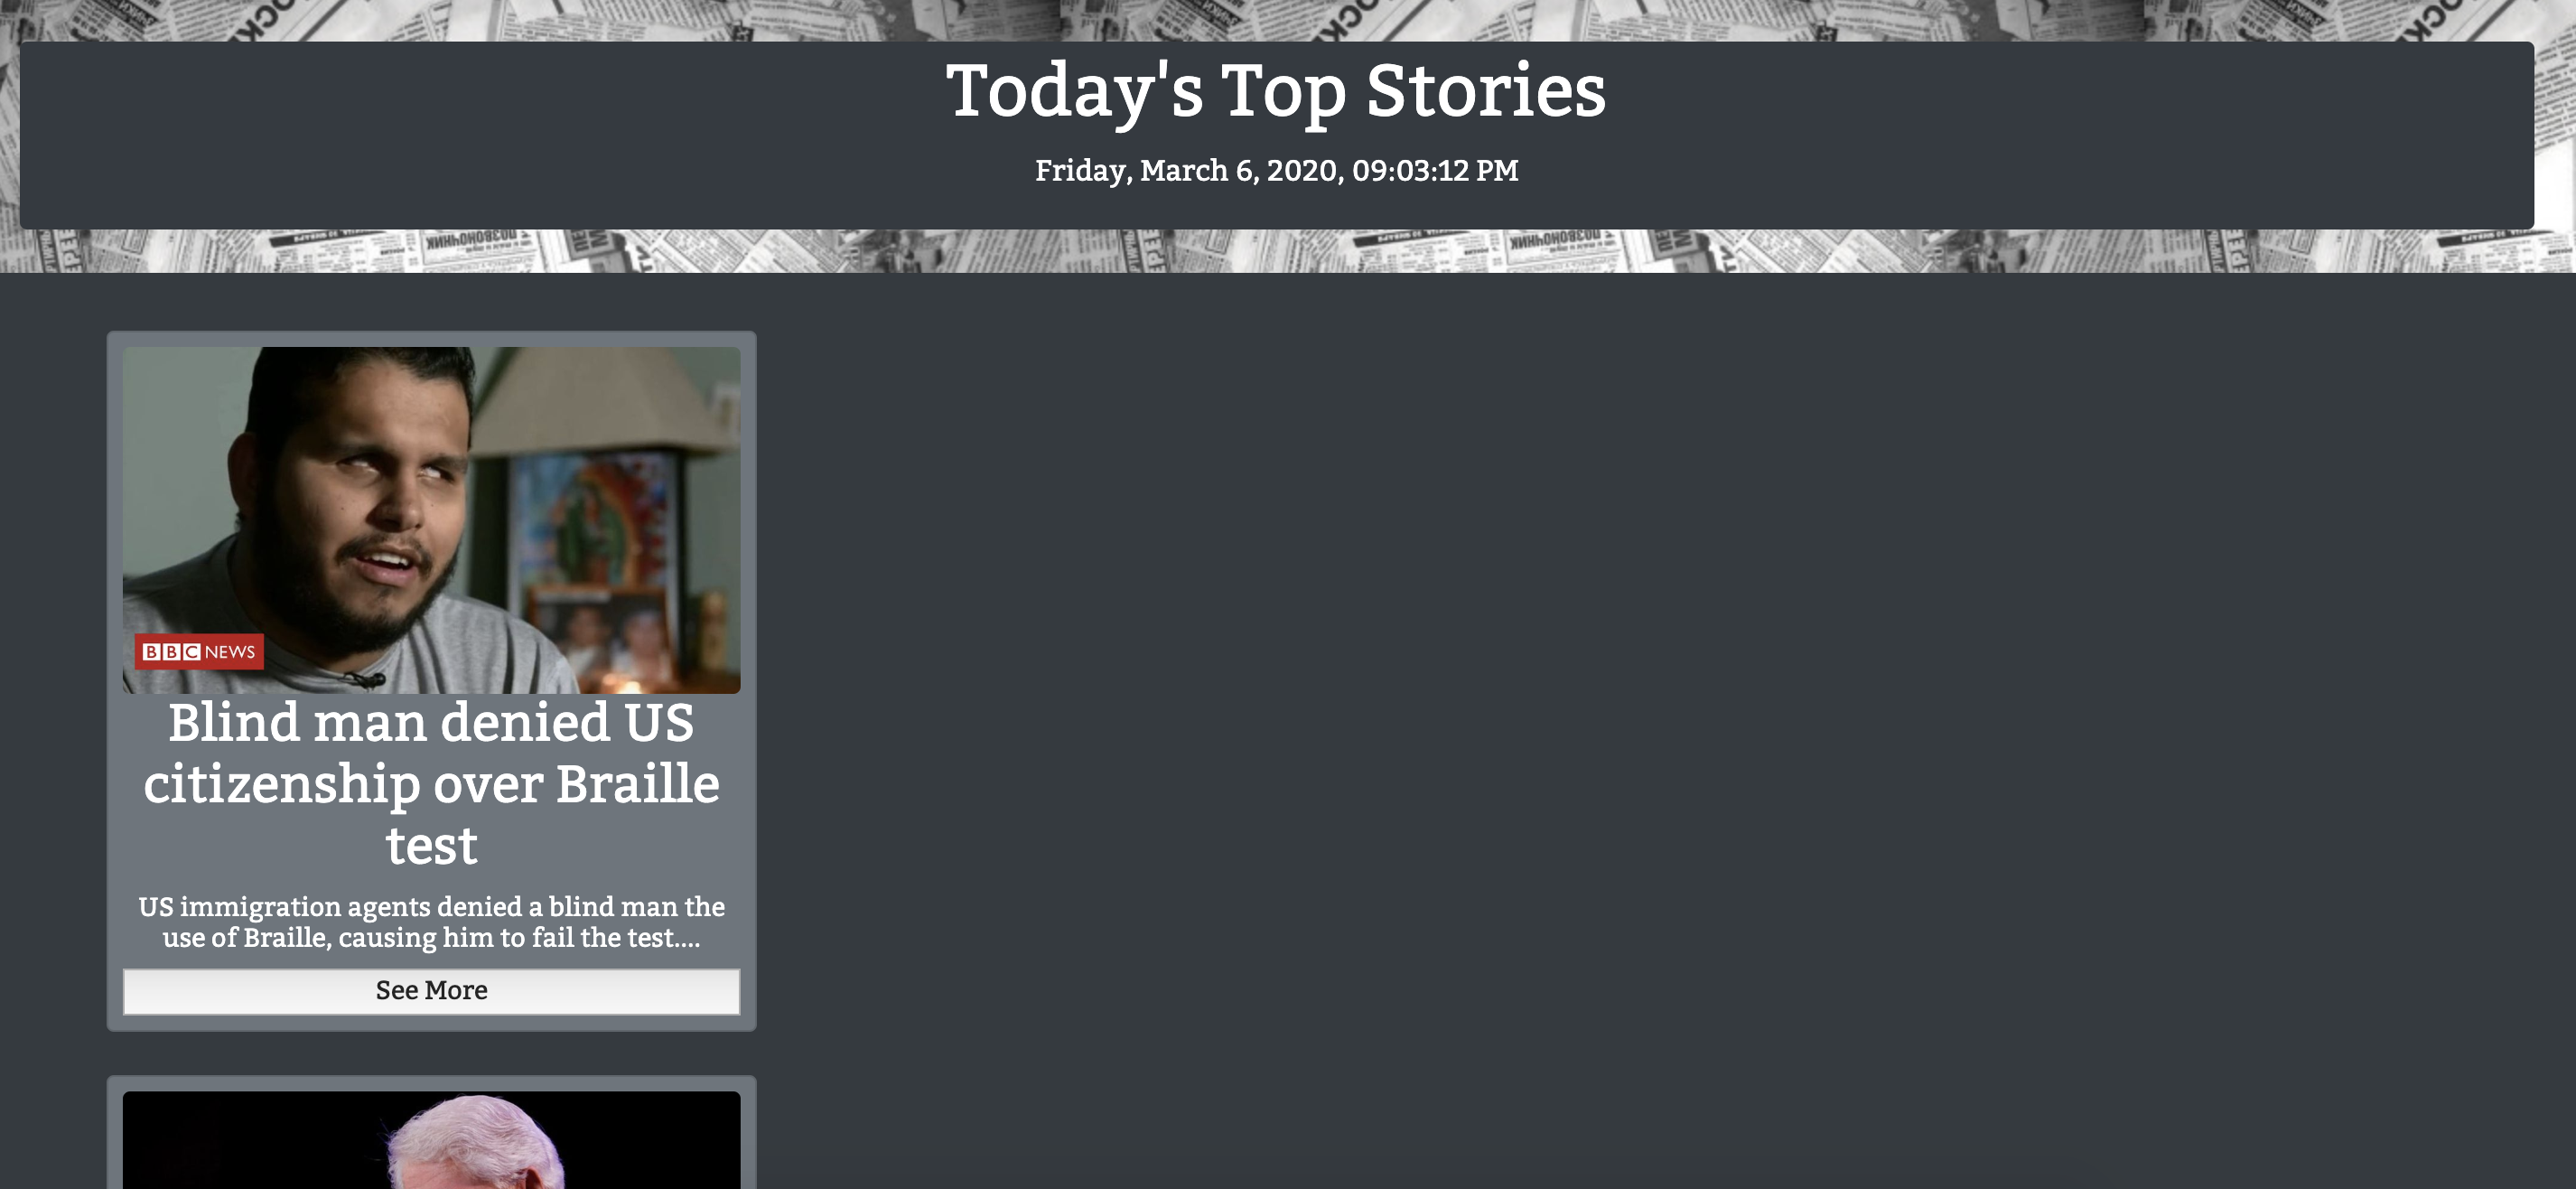 Today's Top Stories
Friday, March 6, 2020, 09:03:12 PM
BBC NEWS
Blind man denied US
citizenship over Braille
test
US immigration agents denied a blind man the
use of Braille, causing him to fail the test....
See More